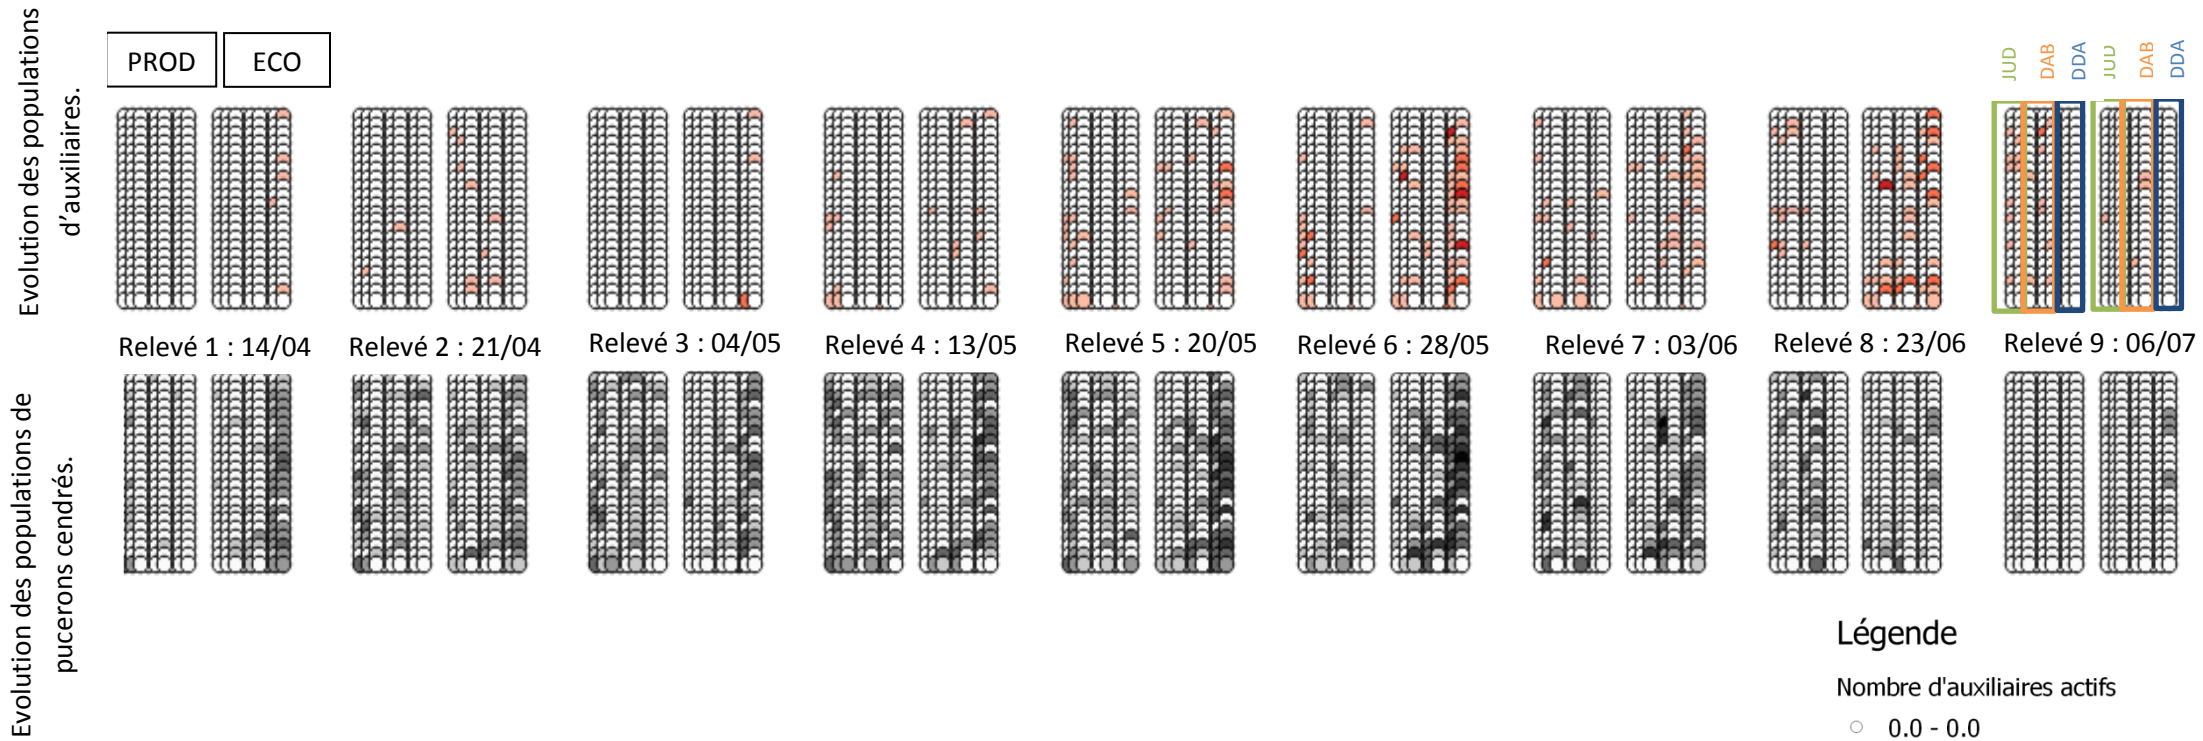 Evolution des populations
d'auxiliaires.
PROD
ECO
JUD
DAB
DDA
JUD
DAB
DDA
Relevé 1 : 14/04
Relevé 2 : 21/04
Relevé 3 : 04/05
Relevé 4 : 13/05
Relevé 5 : 20/05
Relevé 6 : 28/05
Relevé 7 : 03/06
Relevé 8 : 23/06
Relevé 9 : 06/07
Evolution des populations de
pucerons cendrés.
Légende
Nombre d'auxiliaires actifs
0.0 - 0.0